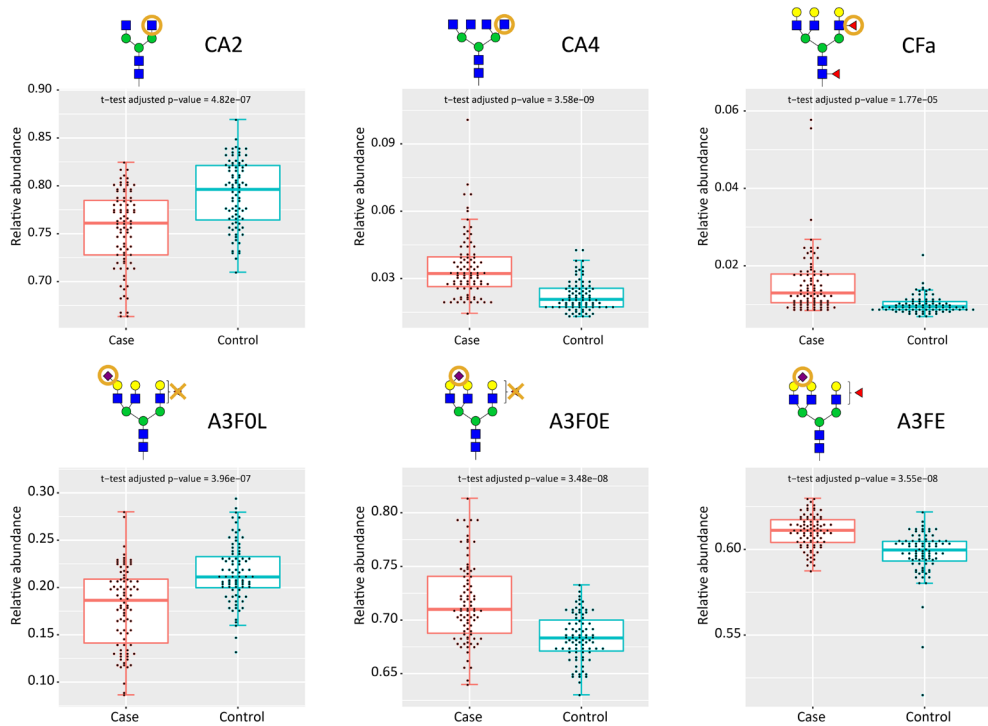 CA2
t-test adjusted p-value = 4.82e-07
Relative abundance
0.90
0.85
0.80
0.75
0.70
Case Control
CA4
t-test adjusted p-value = 3.58e-09
Relative abundance
0.09
0.06
0.03
Case Control
CFa
t-test adjusted p-value = 1.77e-05
Relative abundance
0.06
0.04
0.02
Case Control
A3F0L
t-test adjusted p-value = 3.96e-07
Relative abundance
0.30
0.25
0.20
0.15
0.10
Case Control
A3F0E
t-test adjusted p-value = 3.48e-08
Relative abundance
0.80
0.75
0.70
0.65
Case Control
A3FE
t-test adjusted p-value = 3.55e-08
Relative abundance
0.60
0.55
Case Control